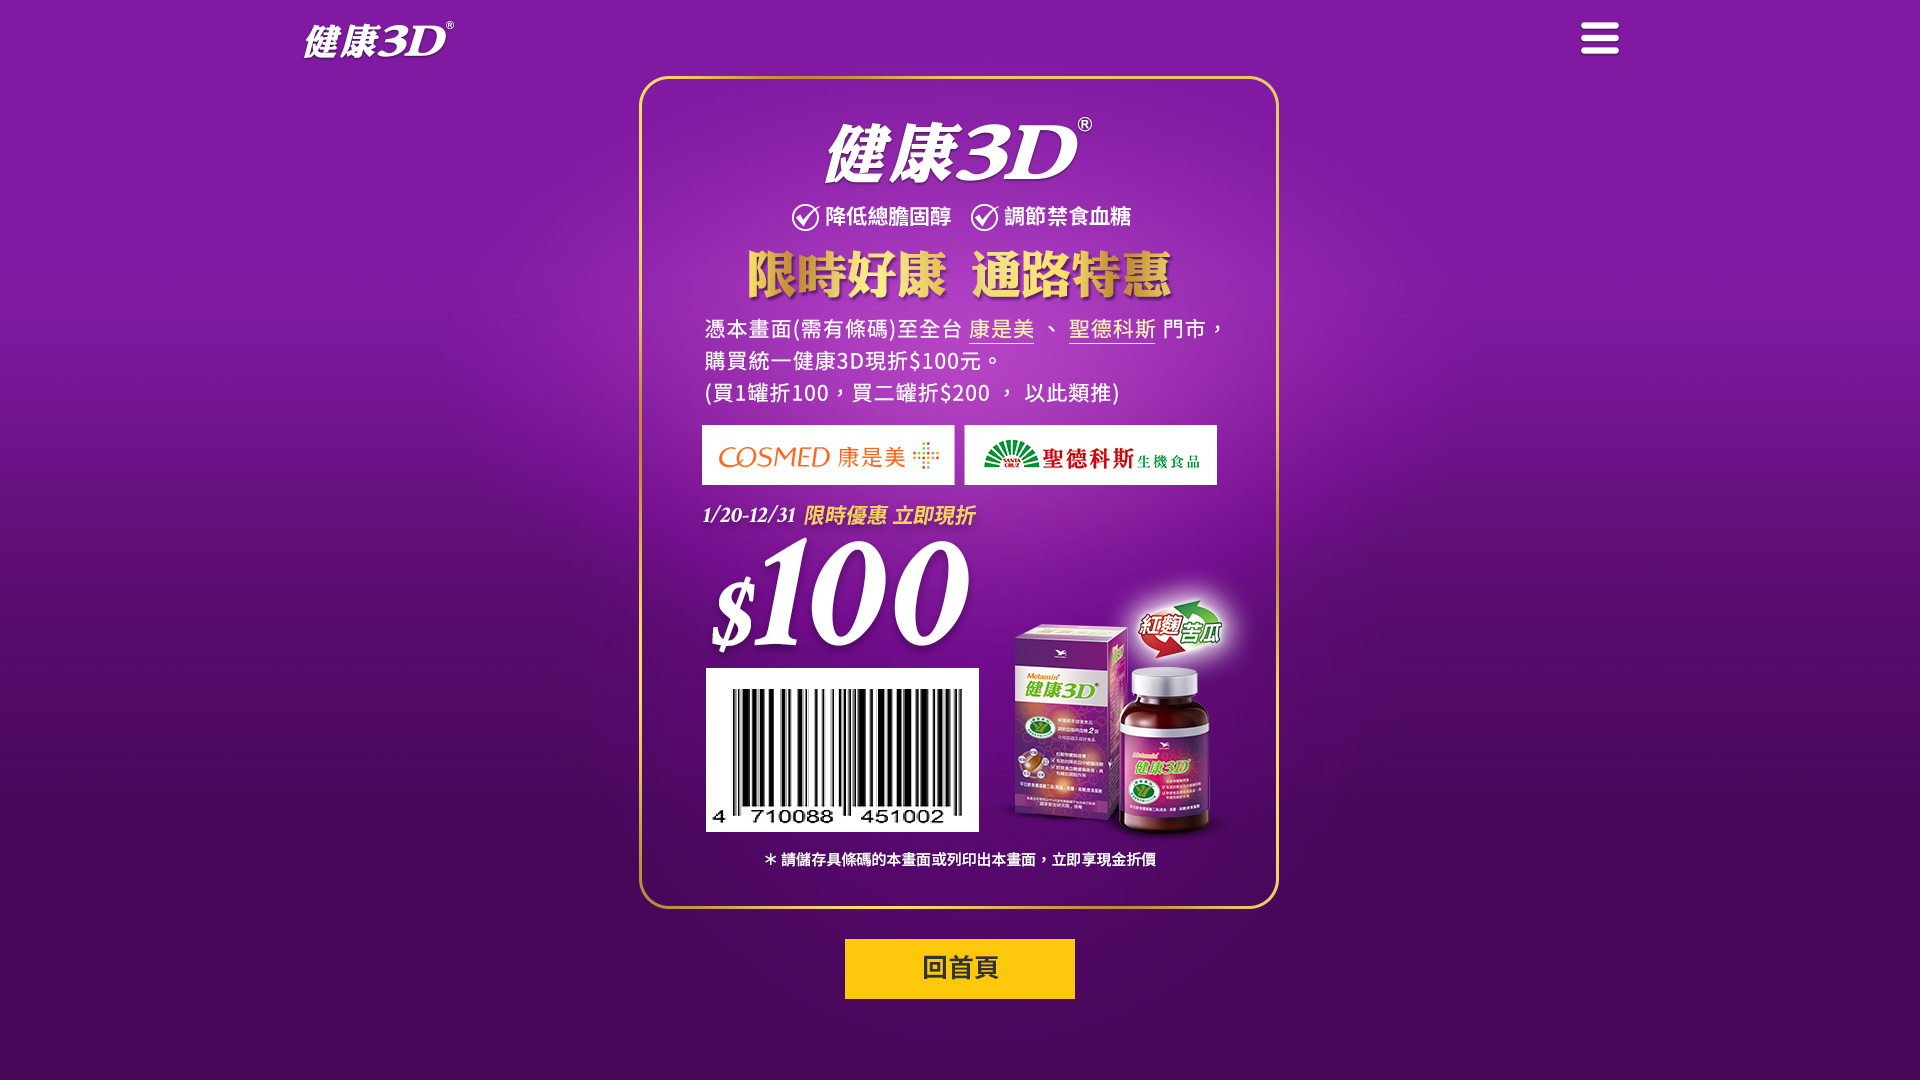 健康3D®
健康3D®
降低總膽固醇 調節禁食血糖
限時好康 通路特惠
憑本畫面(需有條碼)至全台 康是美 、 聖德科斯 門市，
購買統一健康3D現折$100元。
(買1罐折100，買二罐折$200 ， 以此類推)
COSMED 康是美
SANTA CRUZ 聖德科斯 生機食品
1/20-12/31 限時優惠 立即現折
$100
紅麴苦瓜
Metamin®
健康3D®
Metamin®
健康3D®
4 710088 451002
＊請儲存具條碼的本畫面或列印出本畫面，立即享現金折價
回首頁